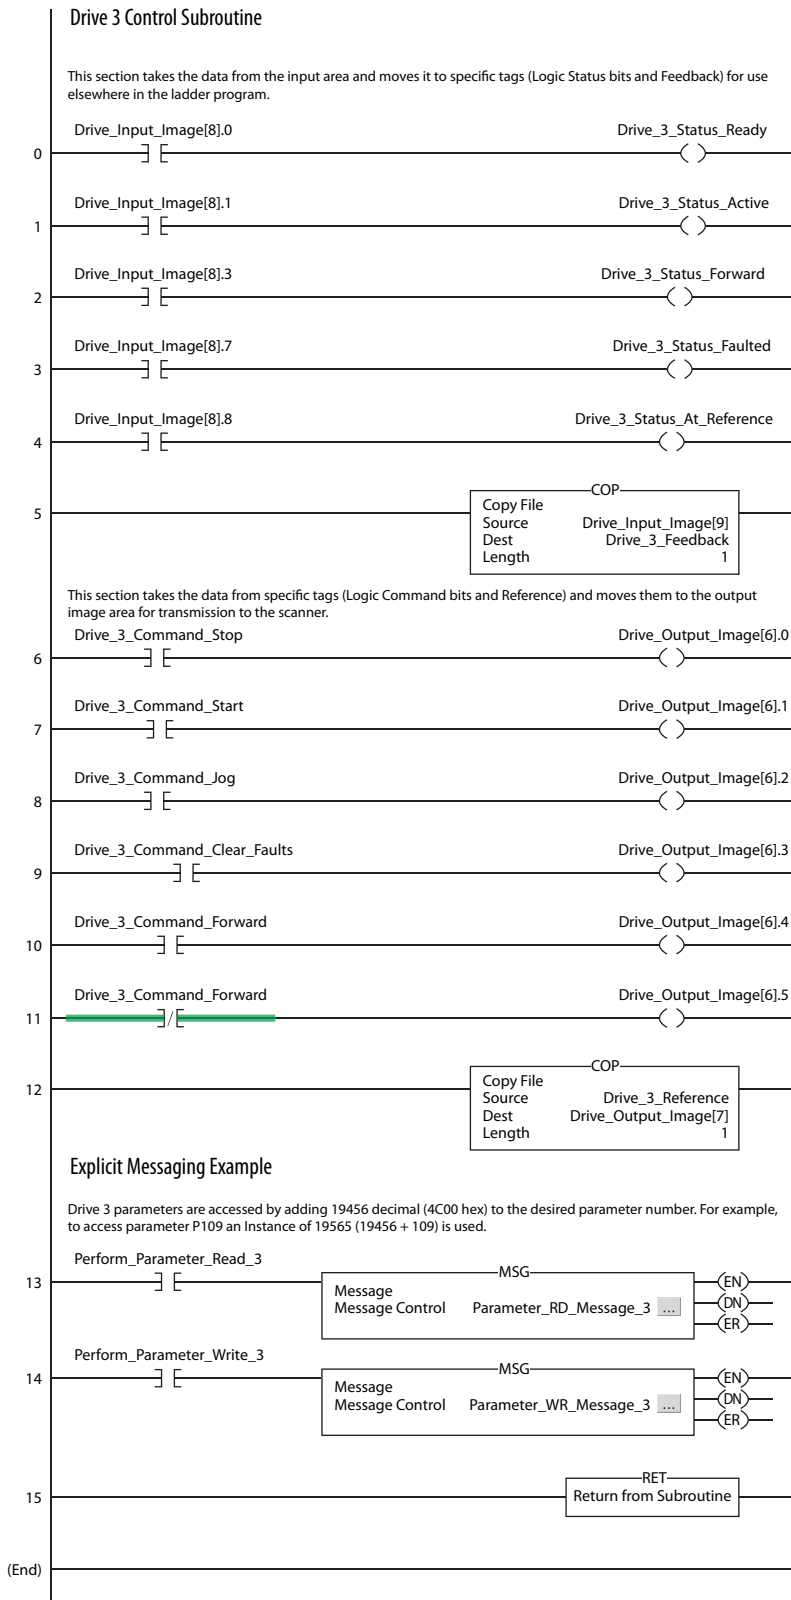 Drive 3 Control Subroutine
This section takes the data from the input area and moves it to specific tags (Logic Status bits and Feedback) for use
elsewhere in the ladder program.
Drive_Input_Image[8].0 Drive_3_Status_Ready
0
Drive_Input_Image[8].1 Drive_3_Status_Active
1
Drive_Input_Image[8].3 Drive_3_Status_Forward
2
Drive_Input_Image[8].7 Drive_3_Status_Faulted
3
Drive_Input_Image[8].8 Drive_3_Status_At_Reference
4
COP
5
Copy File
Source Drive_Input_Image[9]
Dest Drive_3_Feedback
Length 1
This section takes the data from specific tags (Logic Command bits and Reference) and moves them to the output
image area for transmission to the scanner.
Drive_3_Command_Stop Drive_Output_Image[6].0
6
Drive_3_Command_Start Drive_Output_Image[6].1
7
Drive_3_Command_Jog Drive_Output_Image[6].2
8
Drive_3_Command_Clear_Faults Drive_Output_Image[6].3
9
Drive_3_Command_Forward Drive_Output_Image[6].4
10
Drive_3_Command_Forward Drive_Output_Image[6].5
11
COP
12
Copy File
Source Drive_3_Reference
Dest Drive_Output_Image[7]
Length 1
Explicit Messaging Example
Drive 3 parameters are accessed by adding 19456 decimal (4C00 hex) to the desired parameter number. For example,
to access parameter P109 an Instance of 19565 (19456 + 109) is used.
Perform_Parameter_Read_3
MSG
13
EN
Message
Message Control Parameter_RD_Message_3 ...
DN
ER
Perform_Parameter_Write_3
MSG
14
EN
Message
Message Control Parameter_WR_Message_3 ...
DN
ER
RET
15
Return from Subroutine
(End)